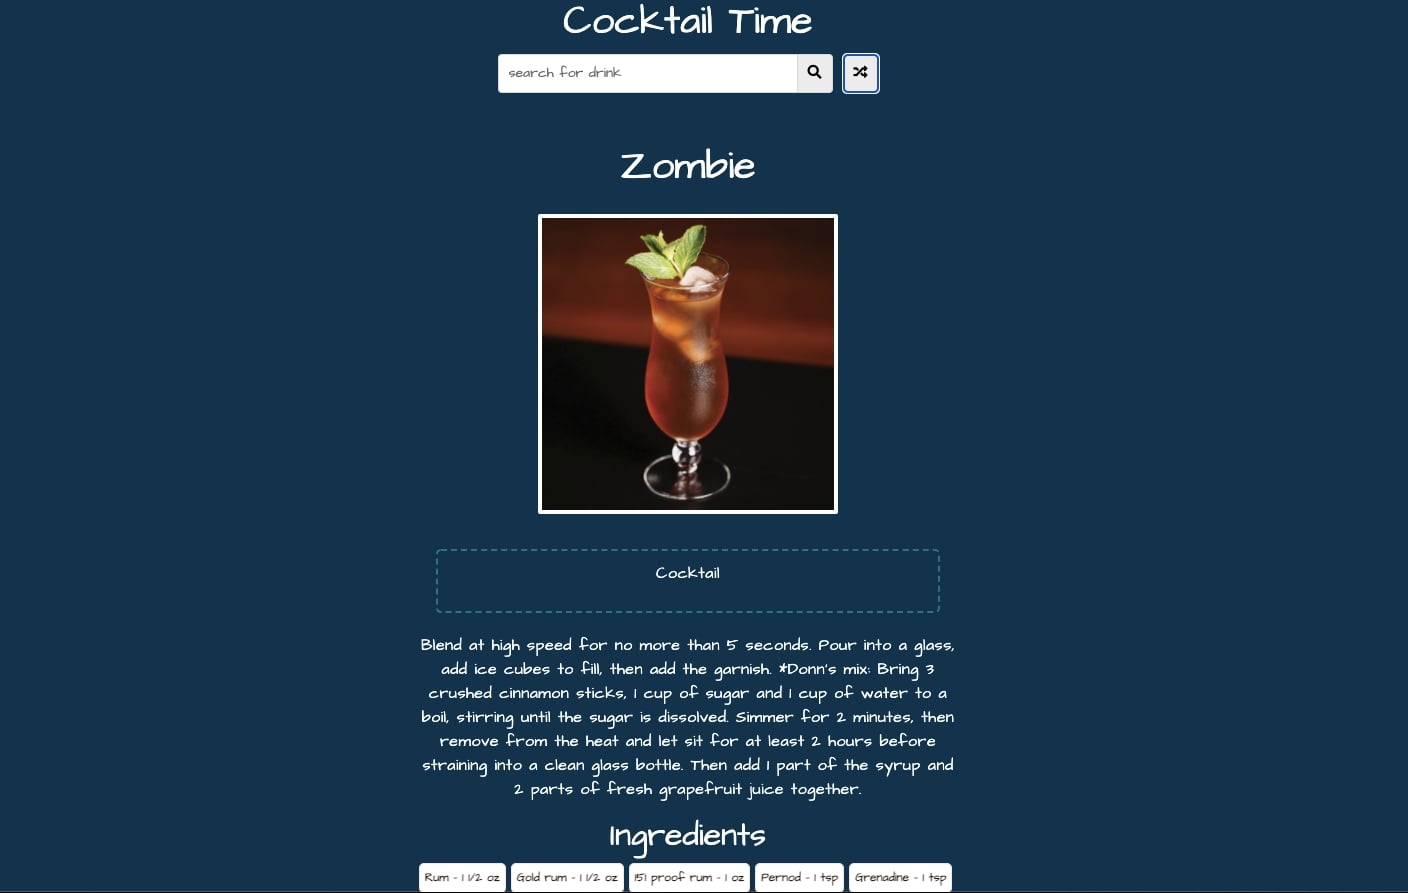 Cocktail Time
search for drink
Zombie
Cocktail
Blend at high speed for no more than 5 seconds. Pour into a glass,
add ice cubes to fill, then add the garnish. *Donn's mix: Bring 3
crushed cinnamon sticks, 1 cup of sugar and 1 cup of water to a
boil, stirring until the sugar is dissolved. Simmer for 2 minutes, then
remove from the heat and let sit for at least 2 hours before
straining into a clean glass bottle. Then add 1 part of the syrup and
2 parts of fresh grapefruit juice together.
Ingredients
Rum - 1 1/2 oz Gold rum - 1 1/2 oz 151 proof rum - 1 oz Pernod - 1 tsp Grenadine - 1 tsp